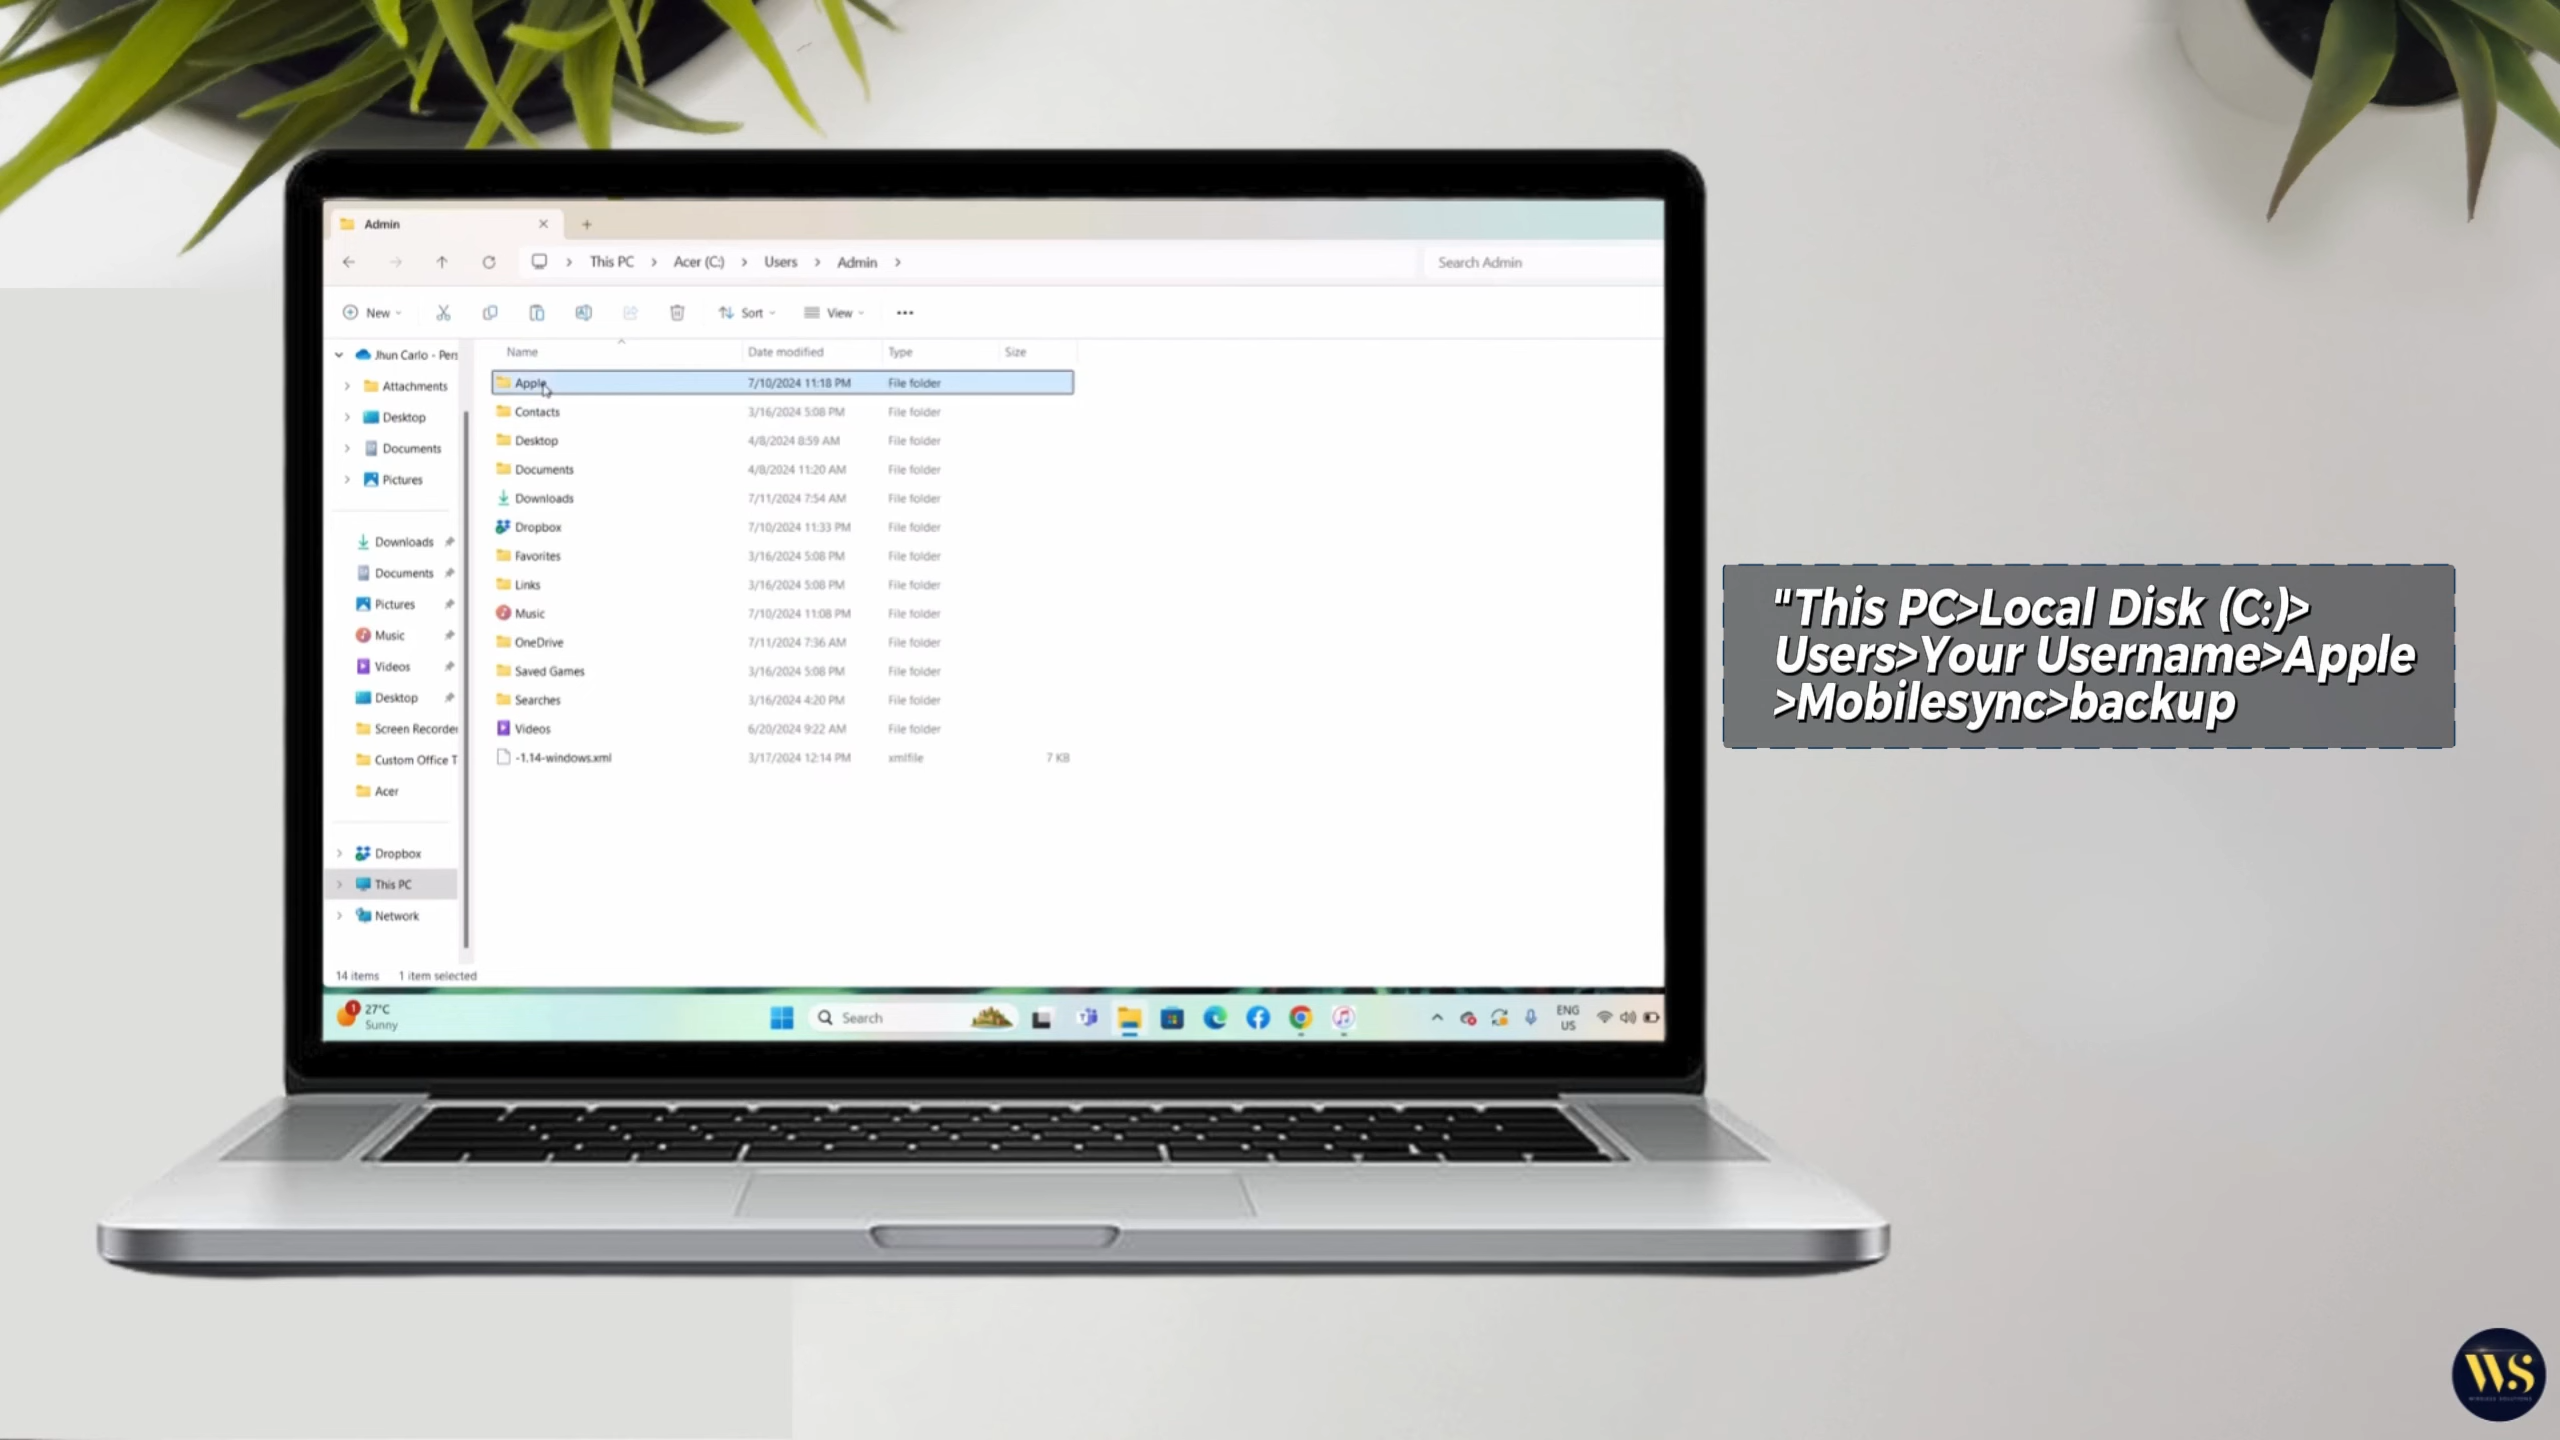 Admin
This PC > Acer (C:) > Users > Admin >
Search Admin
New
Sort
View
Jhun Carlo - Pers
Attachments
Desktop
Documents
Pictures
Downloads
Documents
Pictures
Music
Videos
Desktop
Screen Recorder
Custom Office T
Acer
Dropbox
This PC
Network
Name Date modified Type Size
Apple 7/10/2024 11:18 PM File folder
Contacts 3/16/2024 5:08 PM File folder
Desktop 4/8/2024 8:59 AM File folder
Documents 4/8/2024 11:20 AM File folder
Downloads 7/11/2024 7:54 AM File folder
Dropbox 7/10/2024 11:33 PM File folder
Favorites 3/16/2024 5:08 PM File folder
Links 3/16/2024 5:08 PM File folder
Music 7/10/2024 11:08 PM File folder
OneDrive 7/11/2024 7:36 AM File folder
Saved Games 3/16/2024 5:08 PM File folder
Searches 3/16/2024 4:20 PM File folder
Videos 6/20/2024 9:22 AM File folder
-1.14-windows.xml 3/17/2024 12:14 PM xmlfile 7 KB
14 items 1 item selected
1
27°C
Sunny
Search
ENG
US
"This PC>Local Disk (C:)>
Users>Your Username>Apple
>Mobilesync>backup
WS